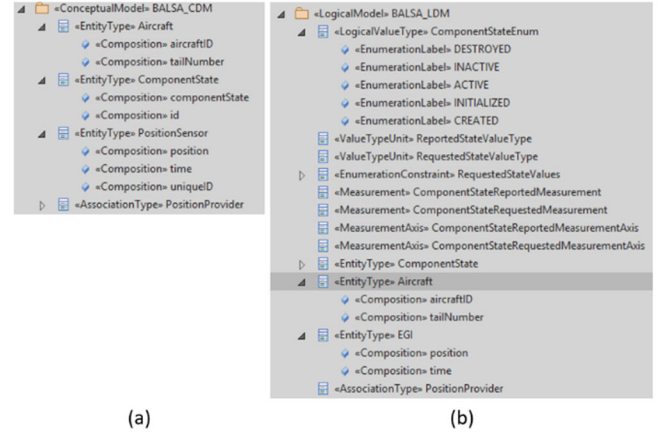 «ConceptualModel» BALSA_CDM
«EntityType» Aircraft
«Composition» aircraftID
«Composition» tailNumber
«EntityType» ComponentState
«Composition» componentState
«Composition» id
«EntityType» PositionSensor
«Composition» position
«Composition» time
«Composition» uniqueID
«AssociationType» PositionProvider
(a)
«LogicalModel» BALSA_LDM
«LogicalValueType» ComponentStateEnum
«EnumerationLabel» DESTROYED
«EnumerationLabel» INACTIVE
«EnumerationLabel» ACTIVE
«EnumerationLabel» INITIALIZED
«EnumerationLabel» CREATED
«ValueTypeUnit» ReportedStateValueType
«ValueTypeUnit» RequestedStateValueType
«EnumerationConstraint» RequestedStateValues
«Measurement» ComponentStateReportedMeasurement
«Measurement» ComponentStateRequestedMeasurement
«MeasurementAxis» ComponentStateReportedMeasurementAxis
«MeasurementAxis» ComponentStateRequestedMeasurementAxis
«EntityType» ComponentState
«EntityType» Aircraft
«Composition» aircraftID
«Composition» tailNumber
«EntityType» EGI
«Composition» position
«Composition» time
«AssociationType» PositionProvider
(b)